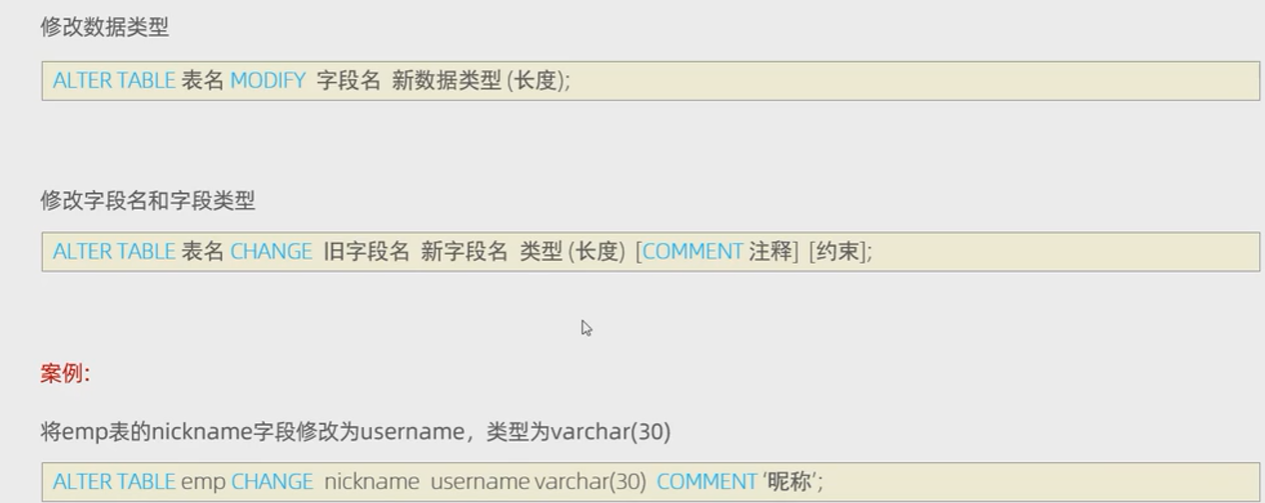 修改数据类型
ALTER TABLE 表名 MODIFY 字段名 新数据类型 (长度);
修改字段名和字段类型
ALTER TABLE 表名 CHANGE 旧字段名 新字段名 类型 (长度) [COMMENT 注释] [约束];
案例:
将emp表的nickname字段修改为username，类型为varchar(30)
ALTER TABLE emp CHANGE nickname username varchar(30) COMMENT ‘昵称’;